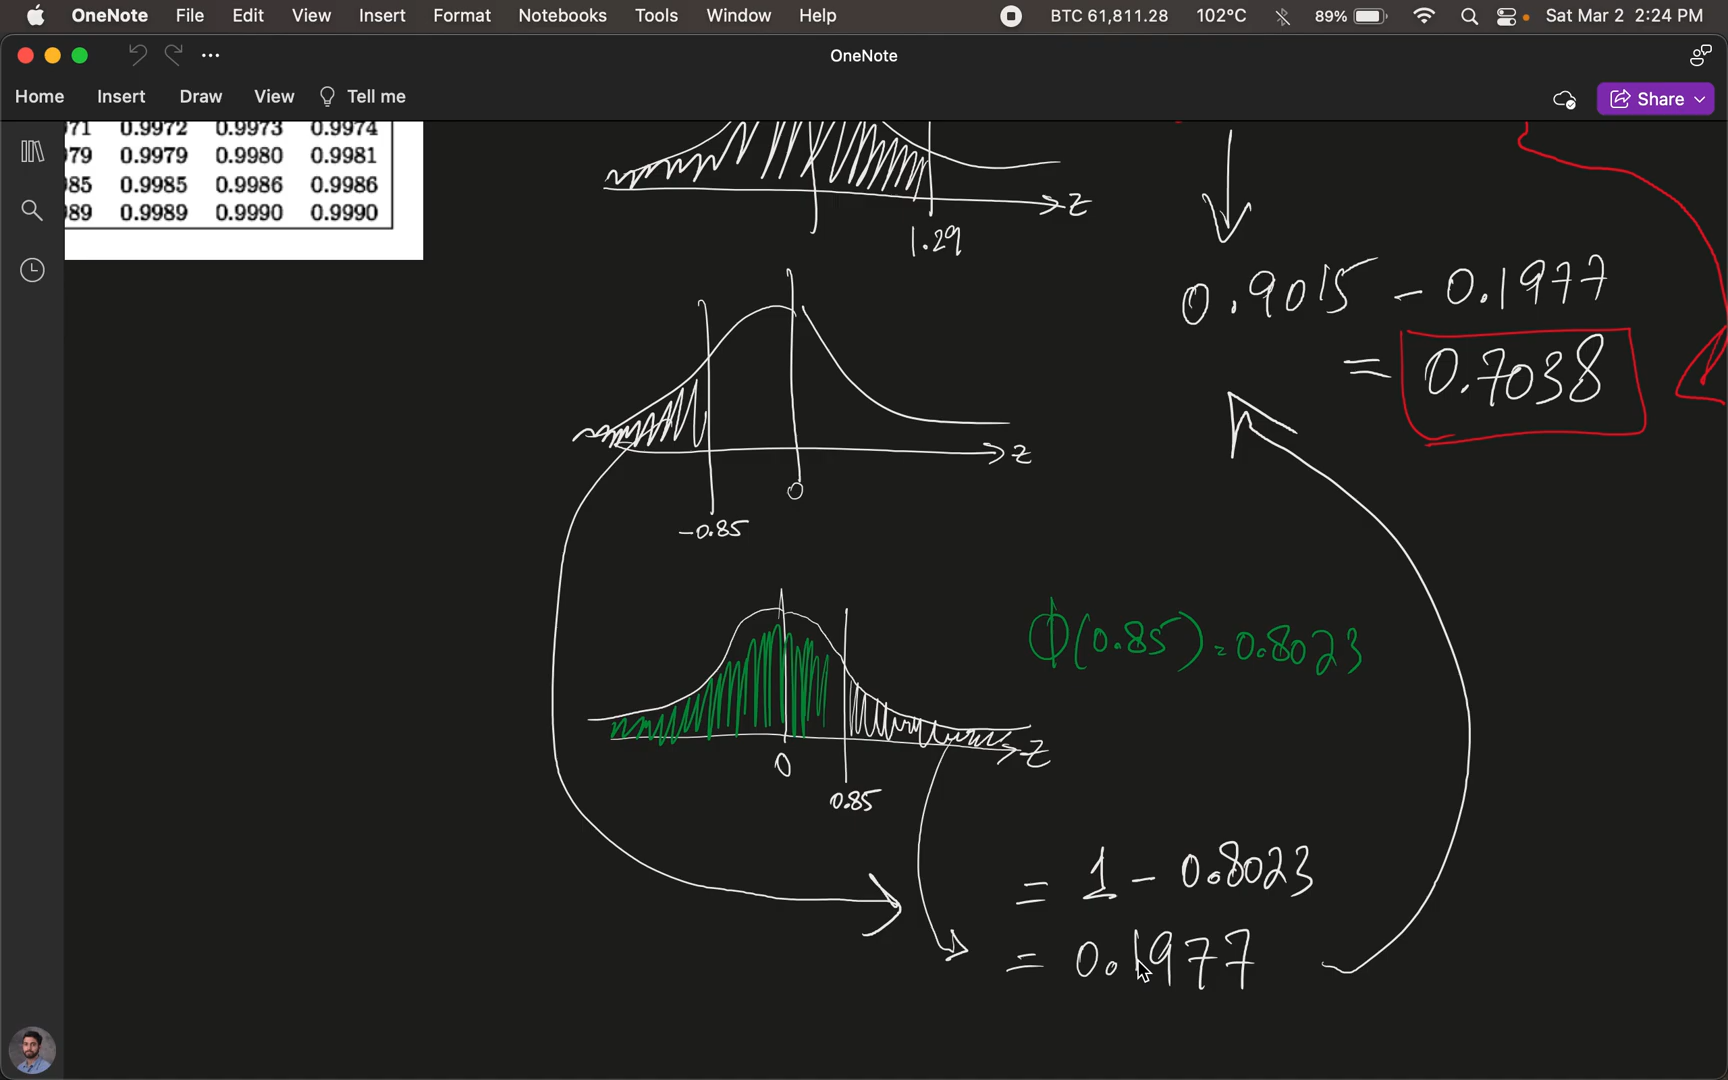 OneNote File Edit View Insert Format Notebooks Tools Window Help BTC 61,811.28 102°C 89% Sat Mar 2 2:24 PM
OneNote
Home Insert Draw View Tell me Share
71 0.9972 0.9973 0.9974
79 0.9979 0.9980 0.9981
85 0.9985 0.9986 0.9986
89 0.9989 0.9990 0.9990
z
1.29
0.9015 - 0.1977
= 0.7038
z
0
-0.85
Φ(0.85) = 0.8023
z
0
0.85
= 1 - 0.8023
= 0.1977